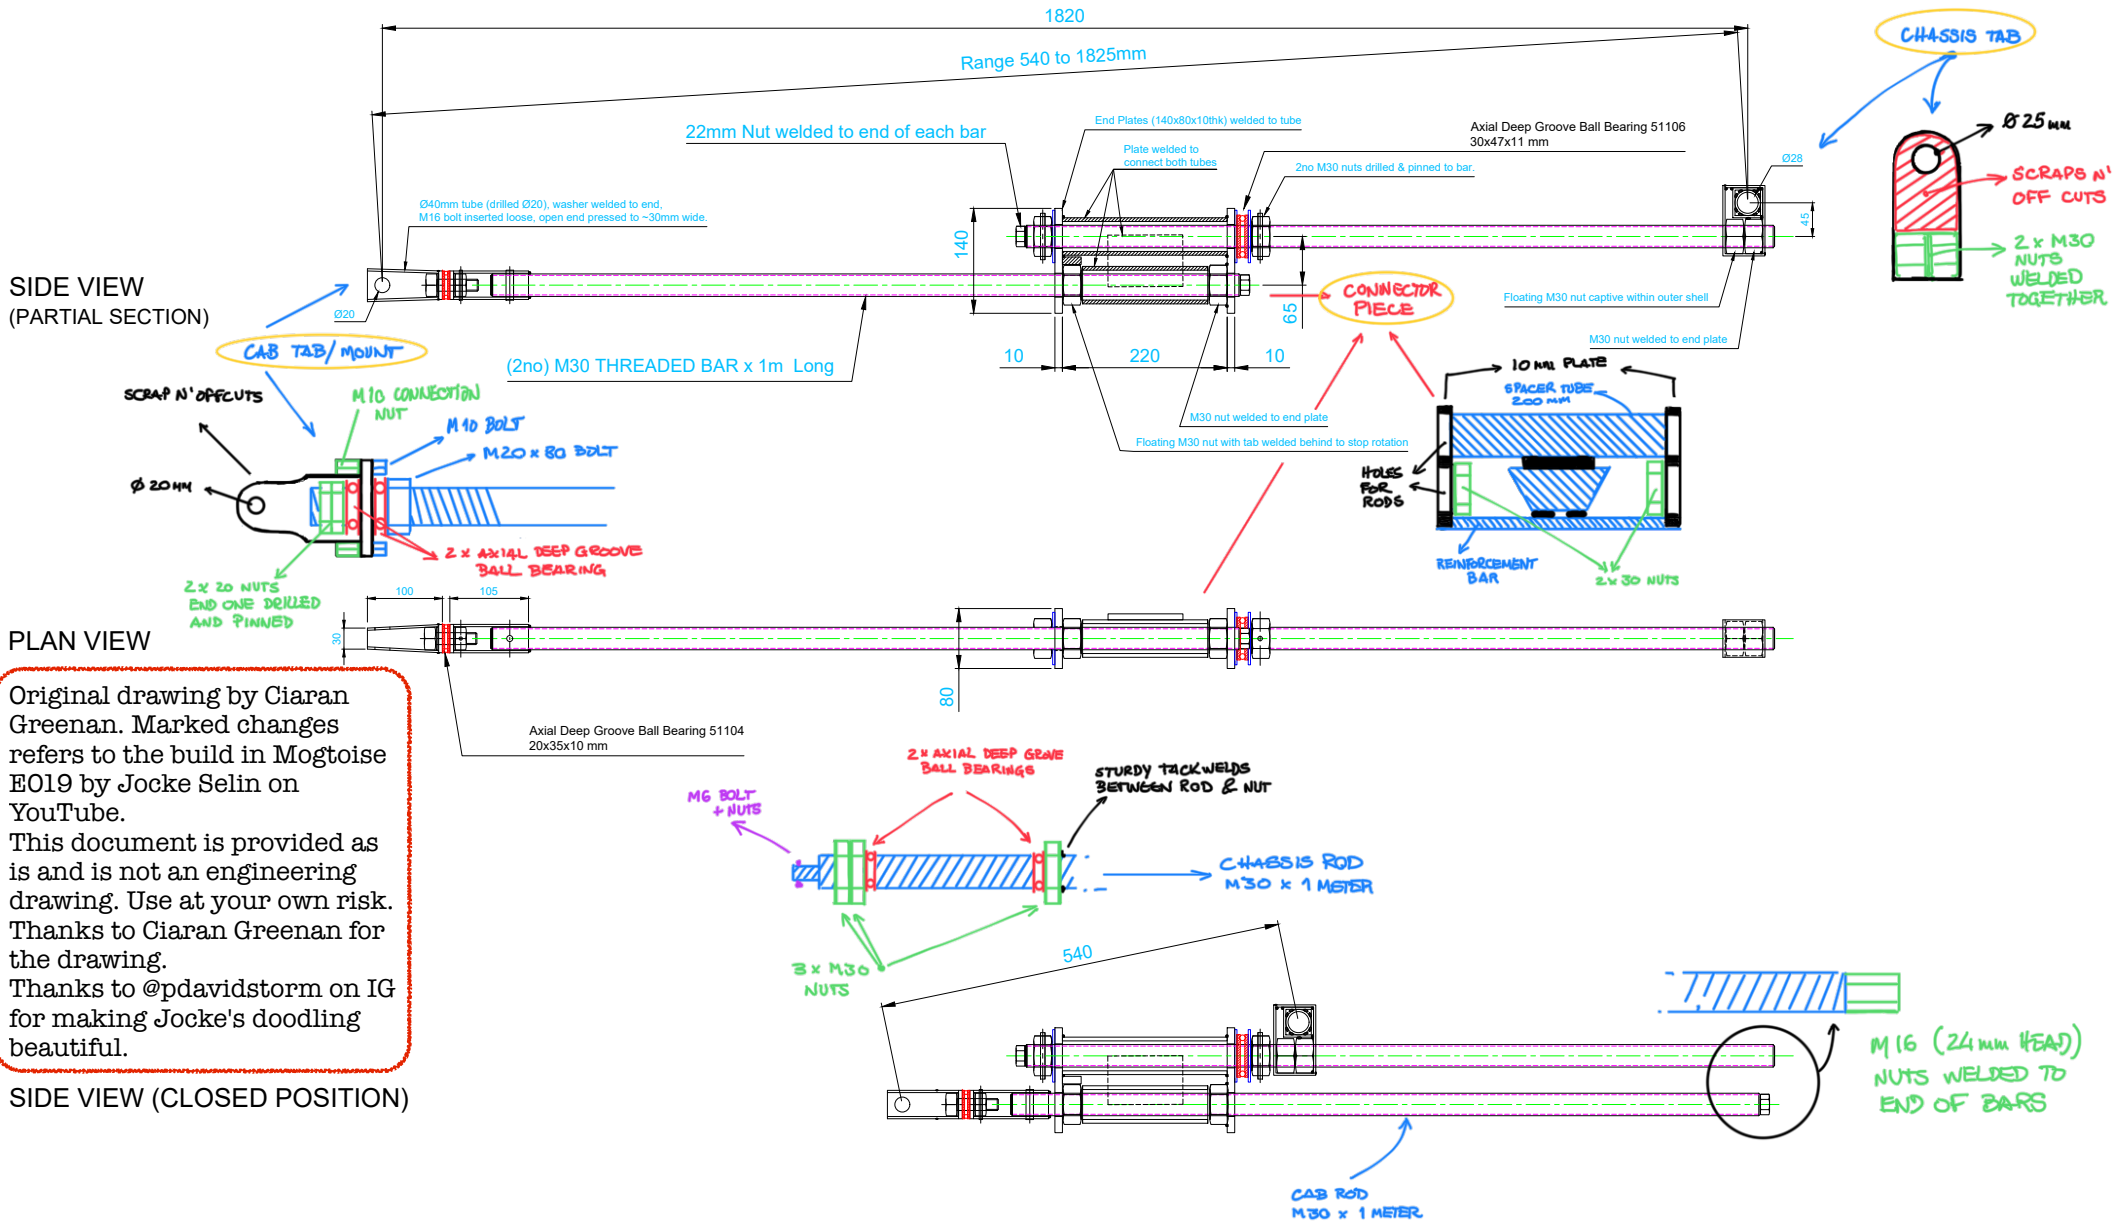 1820
Range 540 to 1825mm
CHASSIS TAB
Ø 25 MM
SCRAPS N'
OFF CUTS
2 x M30
NUTS
WELDED
TOGETHER
22mm Nut welded to end of each bar
End Plates (140x80x10thk) welded to tube
Plate welded to
connect both tubes
Axial Deep Groove Ball Bearing 51106
30x47x11 mm
2no M30 nuts drilled & pinned to bar.
Ø28
45
Ø40mm tube (drilled Ø20), washer welded to end,
M16 bolt inserted loose, open end pressed to ~30mm wide.
140
SIDE VIEW
(PARTIAL SECTION)
Ø20
65
CONNECTOR
PIECE
Floating M30 nut captive within outer shell
M30 nut welded to end plate
CAB TAB/MOUNT
(2no) M30 THREADED BAR x 1m Long
10
220
10
M30 nut welded to end plate
Floating M30 nut with tab welded behind to stop rotation
10 MM PLATE
SPACER TUBE
200 MM
HOLES
FOR
RODS
REINFORCEMENT
BAR
2 x 30 NUTS
SCRAP N' OFFCUTS
M10 CONNECTION
NUT
M10 BOLT
M20 x 80 BOLT
Ø 20 MM
2 x AXIAL DEEP GROOVE
BALL BEARING
2 x 20 NUTS
END ONE DRILLED
AND PINNED
100
105
PLAN VIEW
30
80
Axial Deep Groove Ball Bearing 51104
20x35x10 mm
Original drawing by Ciaran
Greenan. Marked changes
refers to the build in Mogtoise
E019 by Jocke Selin on
YouTube.
This document is provided as
is and is not an engineering
drawing. Use at your own risk.
Thanks to Ciaran Greenan for
the drawing.
Thanks to @pdavidstorm on IG
for making Jocke's doodling
beautiful.
M6 BOLT
+ NUTS
2 x AXIAL DEEP GROVE
BALL BEARINGS
STURDY TACKWELDS
BETWEEN ROD & NUT
CHASSIS ROD
M30 x 1 METER
3 x M30
NUTS
540
M16 (24mm HEAD)
NUTS WELDED TO
END OF BARS
SIDE VIEW (CLOSED POSITION)
CAB ROD
M30 x 1 METER